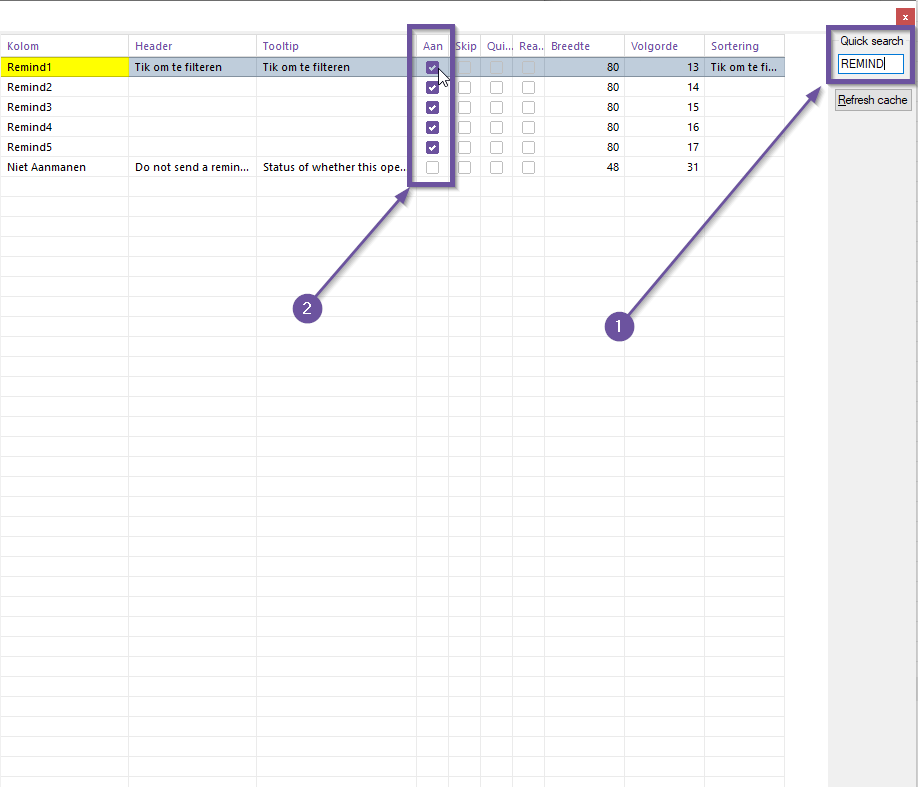 x
Kolom Header Tooltip Aan Skip Qui... Rea... Breedte Volgorde Sortering
Quick search
REMIND
Refresh cache
Remind1 Tik om te filteren Tik om te filteren 80 13 Tik om te fi...
Remind2 80 14
Remind3 80 15
Remind4 80 16
Remind5 80 17
Niet Aanmanen Do not send a remin... Status of whether this ope... 48 31
2
1